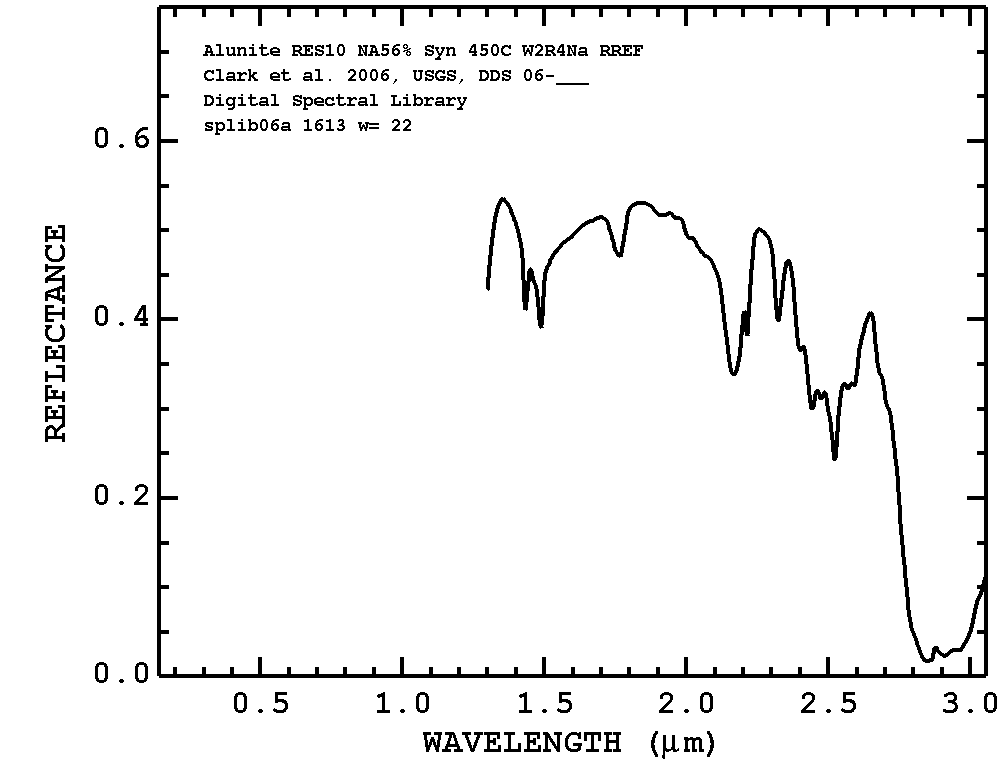 Alunite RES10 NA56% Syn 450C W2R4Na RREF
Clark et al. 2006, USGS, DDS 06-___
Digital Spectral Library
splib06a 1613 w= 22
0.6
0.4
0.2
0.0
REFLECTANCE
0.5 1.0 1.5 2.0 2.5 3.0
WAVELENGTH (μm)